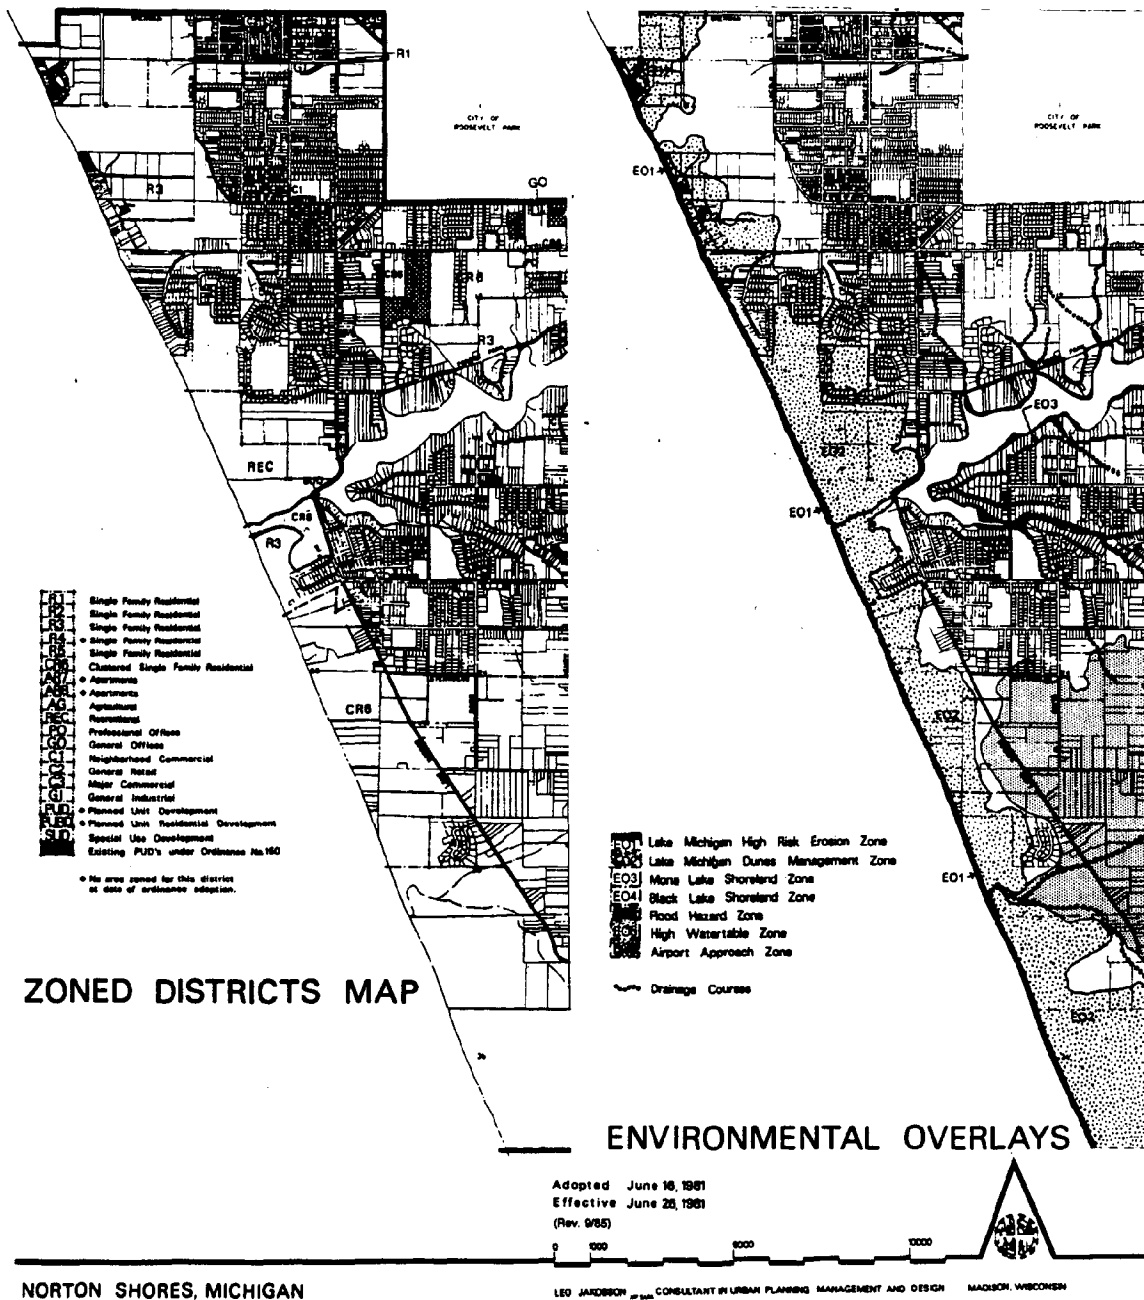 R1
CITY OF
ROOSEVELT PARK
R3
C1
GO
CR6
R3
REC
CR6
R3
CR6
R1 Single Family Residential
R2 Single Family Residential
R3 Single Family Residential
R4 Single Family Residential
R5 Single Family Residential
CR6 Clustered Single Family Residential
AR7 Apartments
AR8 Apartments
AG Agricultural
REC Recreational
PO Professional Offices
GO General Offices
C1 Neighborhood Commercial
C2 General Retail
C3 Major Commercial
GI General Industrial
PUD Planned Unit Development
PURD Planned Unit Residential Development
SUD Special Use Development
Existing PUD's under Ordinance No. 160
No area zoned for this district
at date of ordinance adoption.
ZONED DISTRICTS MAP
CITY OF
ROOSEVELT PARK
EO1
EO3
EO2
EO1
EO2
EO1
EO2
EO1 Lake Michigan High Risk Erosion Zone
EO2 Lake Michigan Dunes Management Zone
EO3 Mona Lake Shoreland Zone
EO4 Black Lake Shoreland Zone
Flood Hazard Zone
High Watertable Zone
Airport Approach Zone
Drainage Courses
ENVIRONMENTAL OVERLAYS
Adopted June 16, 1981
Effective June 26, 1981
(Rev. 9/85)
0 1000 5000 10000
NORTON SHORES, MICHIGAN
LEO JAKOBSON CONSULTANT IN URBAN PLANNING MANAGEMENT AND DESIGN MADISON, WISCONSIN